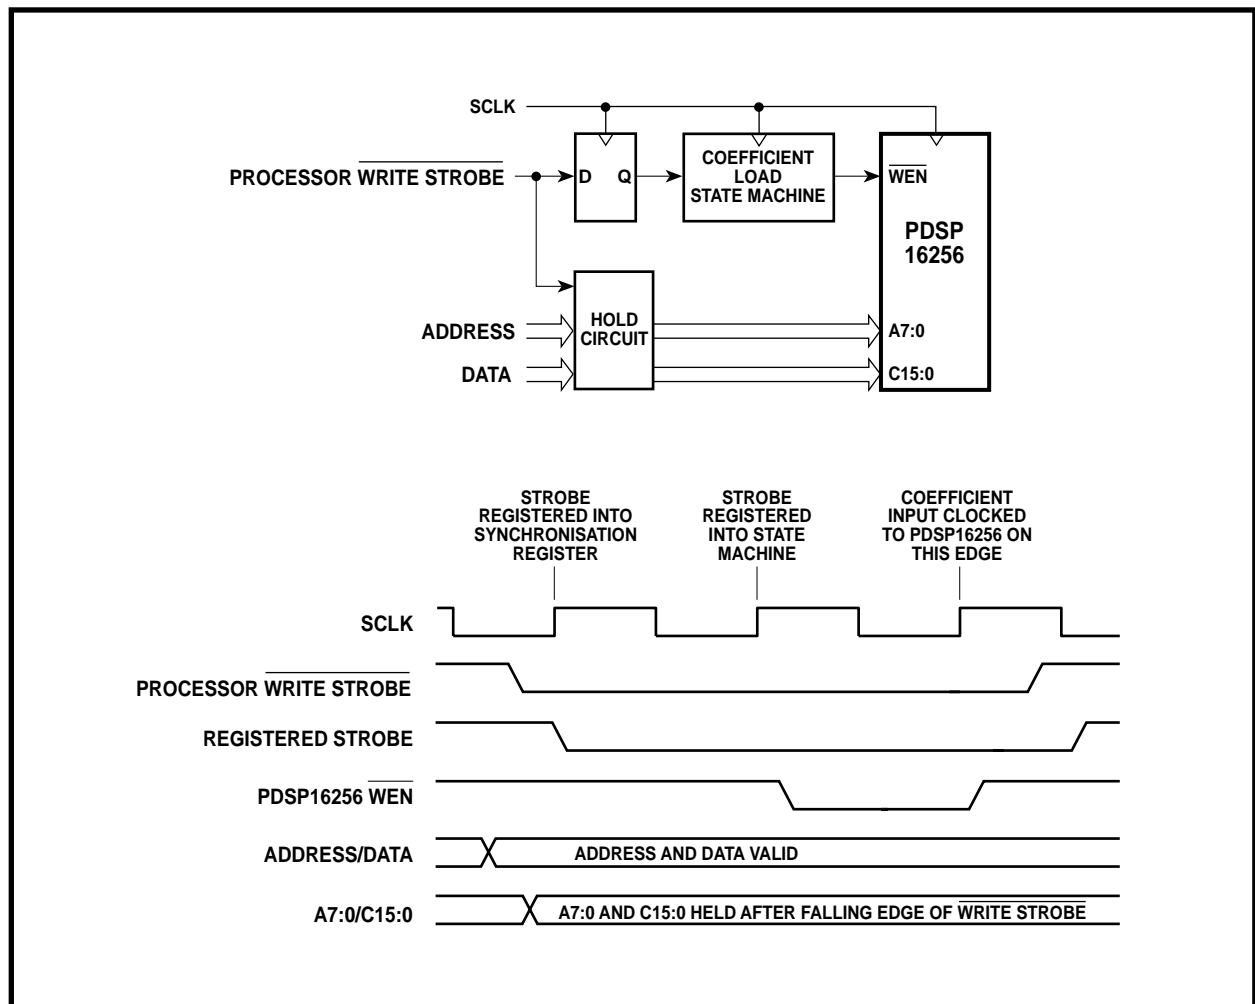 SCLK
PROCESSOR WRITE STROBE
D Q
COEFFICIENT
LOAD
STATE MACHINE
WEN
PDSP
16256
HOLD
CIRCUIT
ADDRESS
A7:0
DATA
C15:0
STROBE
REGISTERED INTO
SYNCHRONISATION
REGISTER
STROBE
REGISTERED
INTO STATE
MACHINE
COEFFICIENT
INPUT CLOCKED
TO PDSP16256 ON
THIS EDGE
SCLK
PROCESSOR WRITE STROBE
REGISTERED STROBE
PDSP16256 WEN
ADDRESS/DATA
ADDRESS AND DATA VALID
A7:0/C15:0
A7:0 AND C15:0 HELD AFTER FALLING EDGE OF WRITE STROBE